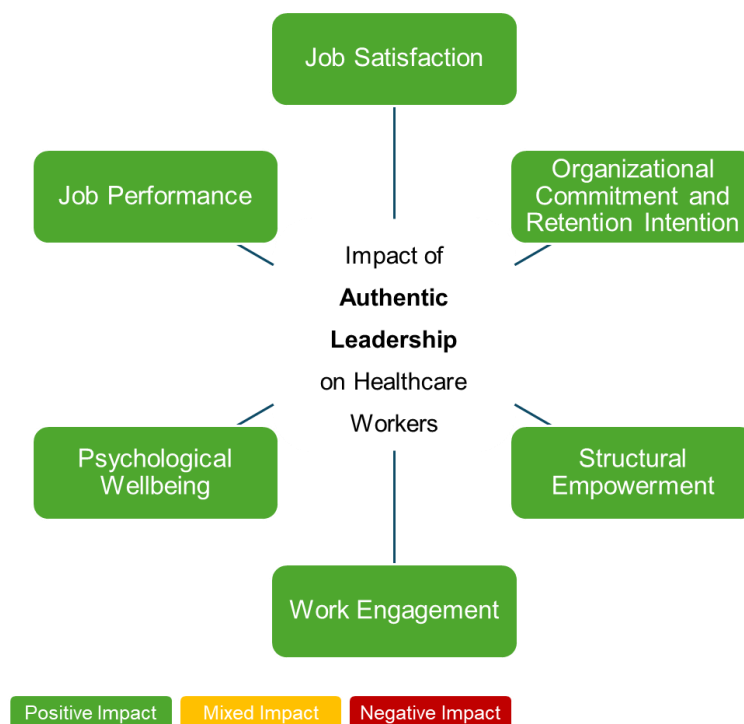 Job Satisfaction
Job Performance
Organizational
Commitment and
Retention Intention
Impact of
Authentic
Leadership
on Healthcare
Workers
Psychological
Wellbeing
Structural
Empowerment
Work Engagement
Positive Impact
Mixed Impact
Negative Impact